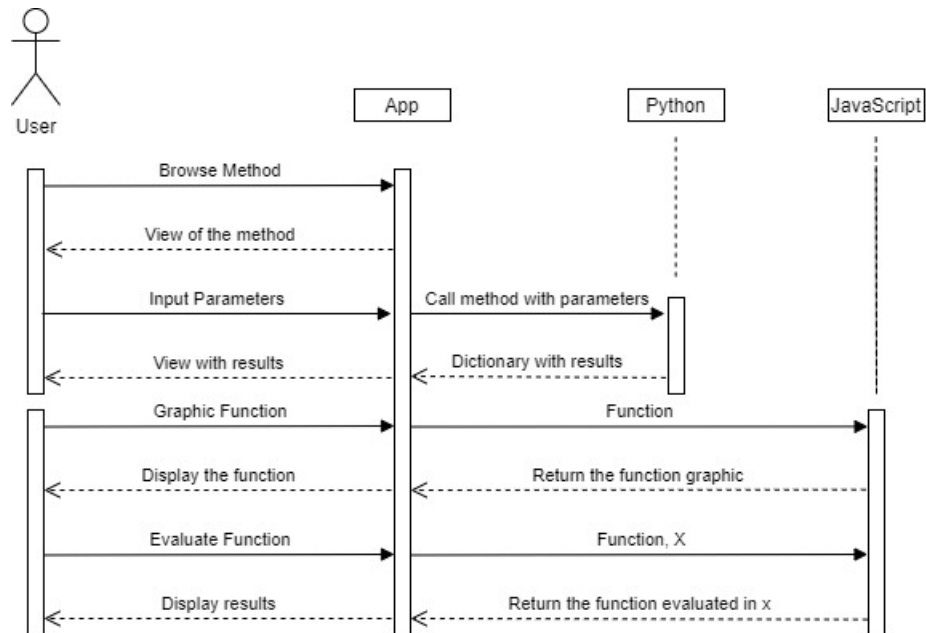 User
App
Python
JavaScript
Browse Method
View of the method
Input Parameters
Call method with parameters
View with results
Dictionary with results
Graphic Function
Function
Display the function
Return the function graphic
Evaluate Function
Function, X
Display results
Return the function evaluated in x